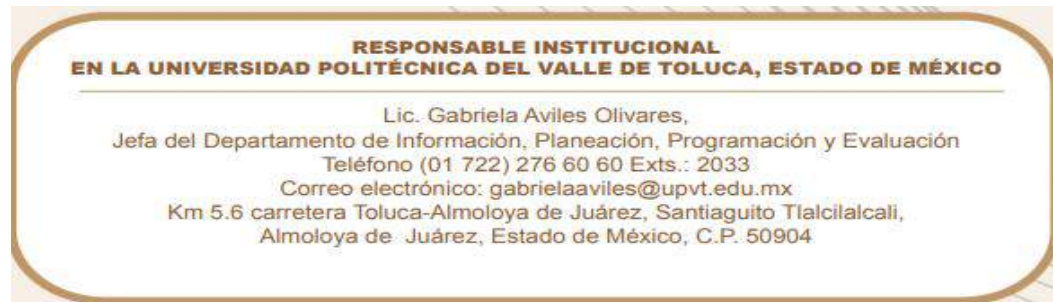 RESPONSABLE INSTITUCIONAL
EN LA UNIVERSIDAD POLITÉCNICA DEL VALLE DE TOLUCA, ESTADO DE MÉXICO
Lic. Gabriela Aviles Olivares,
Jefa del Departamento de Información, Planeación, Programación y Evaluación
Teléfono (01 722) 276 60 60 Exts.: 2033
Correo electrónico: gabrielaaviles@upvt.edu.mx
Km 5.6 carretera Toluca-Almoloya de Juárez, Santiaguito Tlalcilalcali,
Almoloya de Juárez, Estado de México, C.P. 50904